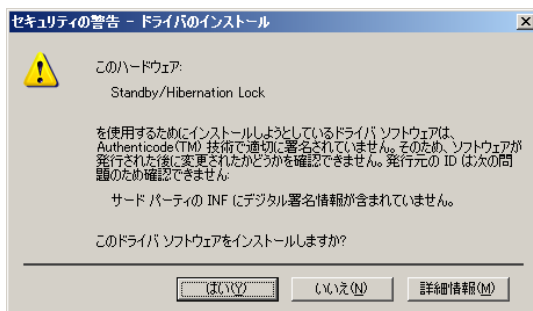 セキュリティの警告 - ドライバのインストール
このハードウェア:
Standby/Hibernation Lock
を使用するためにインストールしようとしているドライバ ソフトウェアは、
Authenticode(TM) 技術で適切に署名されていません。そのため、ソフトウェアが
発行された後に変更されたかどうかを確認できません。発行元の ID は次の問
題のため確認できません:
サード パーティの INF にデジタル署名情報が含まれていません。
このドライバ ソフトウェアをインストールしますか?
はい(Y) いいえ(N) 詳細情報(M)